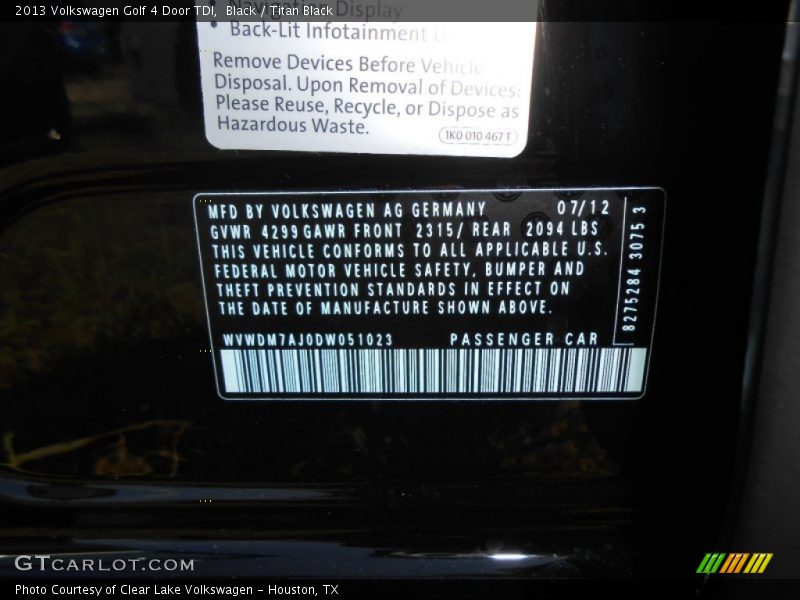 2013 Volkswagen Golf 4 Door TDI, Black / Titan Black
Navigation Display
Back-Lit Infotainment
Remove Devices Before Vehicle
Disposal. Upon Removal of Devices:
Please Reuse, Recycle, or Dispose as
Hazardous Waste.
1K0 010 467 T
MFD BY VOLKSWAGEN AG GERMANY 07/12
GVWR 4299 GAWR FRONT 2315/ REAR 2094 LBS
THIS VEHICLE CONFORMS TO ALL APPLICABLE U.S.
FEDERAL MOTOR VEHICLE SAFETY, BUMPER AND
THEFT PREVENTION STANDARDS IN EFFECT ON
THE DATE OF MANUFACTURE SHOWN ABOVE.
WVWDM7AJ0DW051023 PASSENGER CAR
8275284 3075 3
GTCARLOT.COM
Photo Courtesy of Clear Lake Volkswagen - Houston, TX